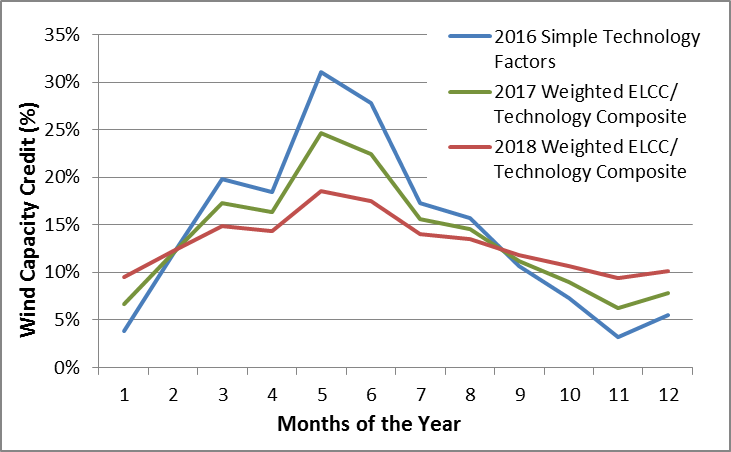 35%
30%
25%
20%
15%
10%
5%
0%
Wind Capacity Credit (%)
2016 Simple Technology
Factors
2017 Weighted ELCC/
Technology Composite
2018 Weighted ELCC/
Technology Composite
1 2 3 4 5 6 7 8 9 10 11 12
Months of the Year